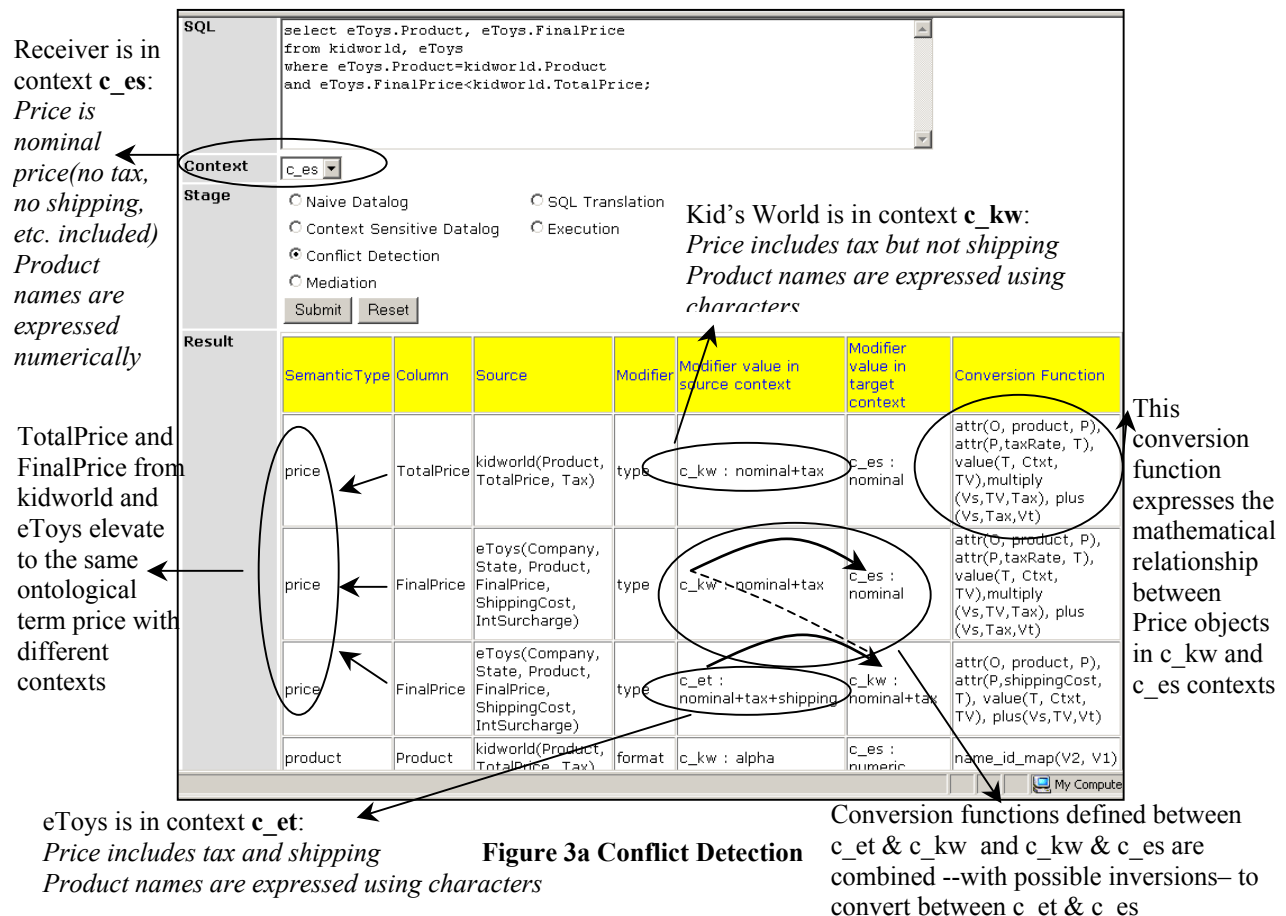 SQL
select eToys.Product, eToys.FinalPrice
from kidworld, eToys
where eToys.Product=kidworld.Product
and eToys.FinalPrice<kidworld.TotalPrice;
Receiver is in
context c_es:
Price is
nominal
price(no tax,
no shipping,
etc. included)
Product
names are
expressed
numerically
Context
c_es
Stage
Naive Datalog
SQL Translation
Context Sensitive Datalog
Execution
Conflict Detection
Mediation
Submit
Reset
Kid's World is in context c_kw:
Price includes tax but not shipping
Product names are expressed using
characters
Result
SemanticType
Column
Source
Modifier
Modifier value in
source context
Modifier
value in
target
context
Conversion Function
price
TotalPrice
kidworld(Product,
TotalPrice, Tax)
type
c_kw : nominal+tax
c_es :
nominal
attr(O, product, P),
attr(P,taxRate, T),
value(T, Ctxt,
TV),multiply
(Vs,TV,Tax), plus
(Vs,Tax,Vt)
price
FinalPrice
eToys(Company,
State, Product,
FinalPrice,
ShippingCost,
IntSurcharge)
type
c_kw : nominal+tax
c_es :
nominal
attr(O, product, P),
attr(P,taxRate, T),
value(T, Ctxt,
TV),multiply
(Vs,TV,Tax), plus
(Vs,Tax,Vt)
price
FinalPrice
eToys(Company,
State, Product,
FinalPrice,
ShippingCost,
IntSurcharge)
type
c_et :
nominal+tax+shipping
c_kw :
nominal+tax
attr(O, product, P),
attr(P,shippingCost,
T), value(T, Ctxt,
TV), plus(Vs,TV,Vt)
product
Product
kidworld(Product,
TotalPrice, Tax)
format
c_kw : alpha
c_es :
numeric
name_id_map(V2, V1)
My Compute
TotalPrice and
FinalPrice from
kidworld and
eToys elevate
to the same
ontological
term price with
different
contexts
This
conversion
function
expresses the
mathematical
relationship
between
Price objects
in c_kw and
c_es contexts
eToys is in context c_et:
Price includes tax and shipping
Product names are expressed using characters
Figure 3a Conflict Detection
Conversion functions defined between
c_et & c_kw and c_kw & c_es are
combined --with possible inversions– to
convert between c_et & c_es